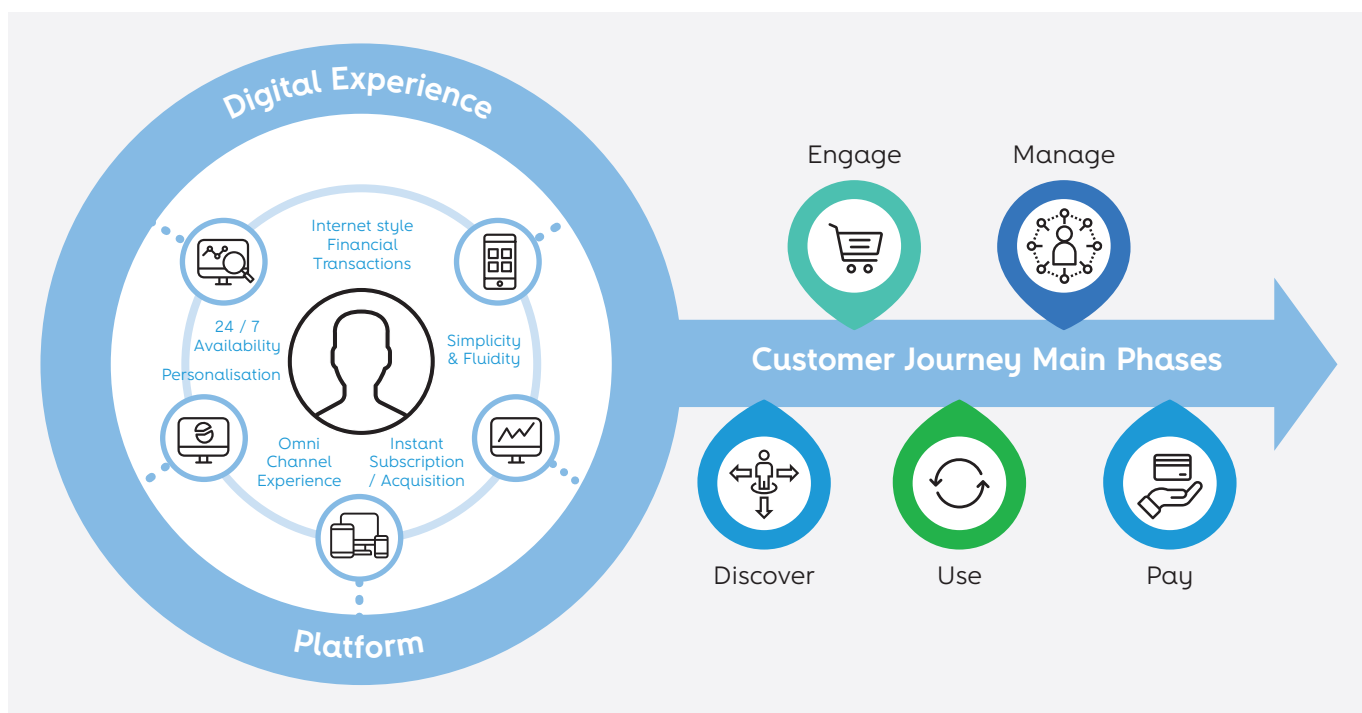 Digital Experience
Internet style
Financial
Transactions
24 / 7
Availability
Personalisation
Simplicity
& Fluidity
Omni
Channel
Experience
Instant
Subscription
/ Acquisition
Platform
Engage
Manage
Customer Journey Main Phases
Discover
Use
Pay